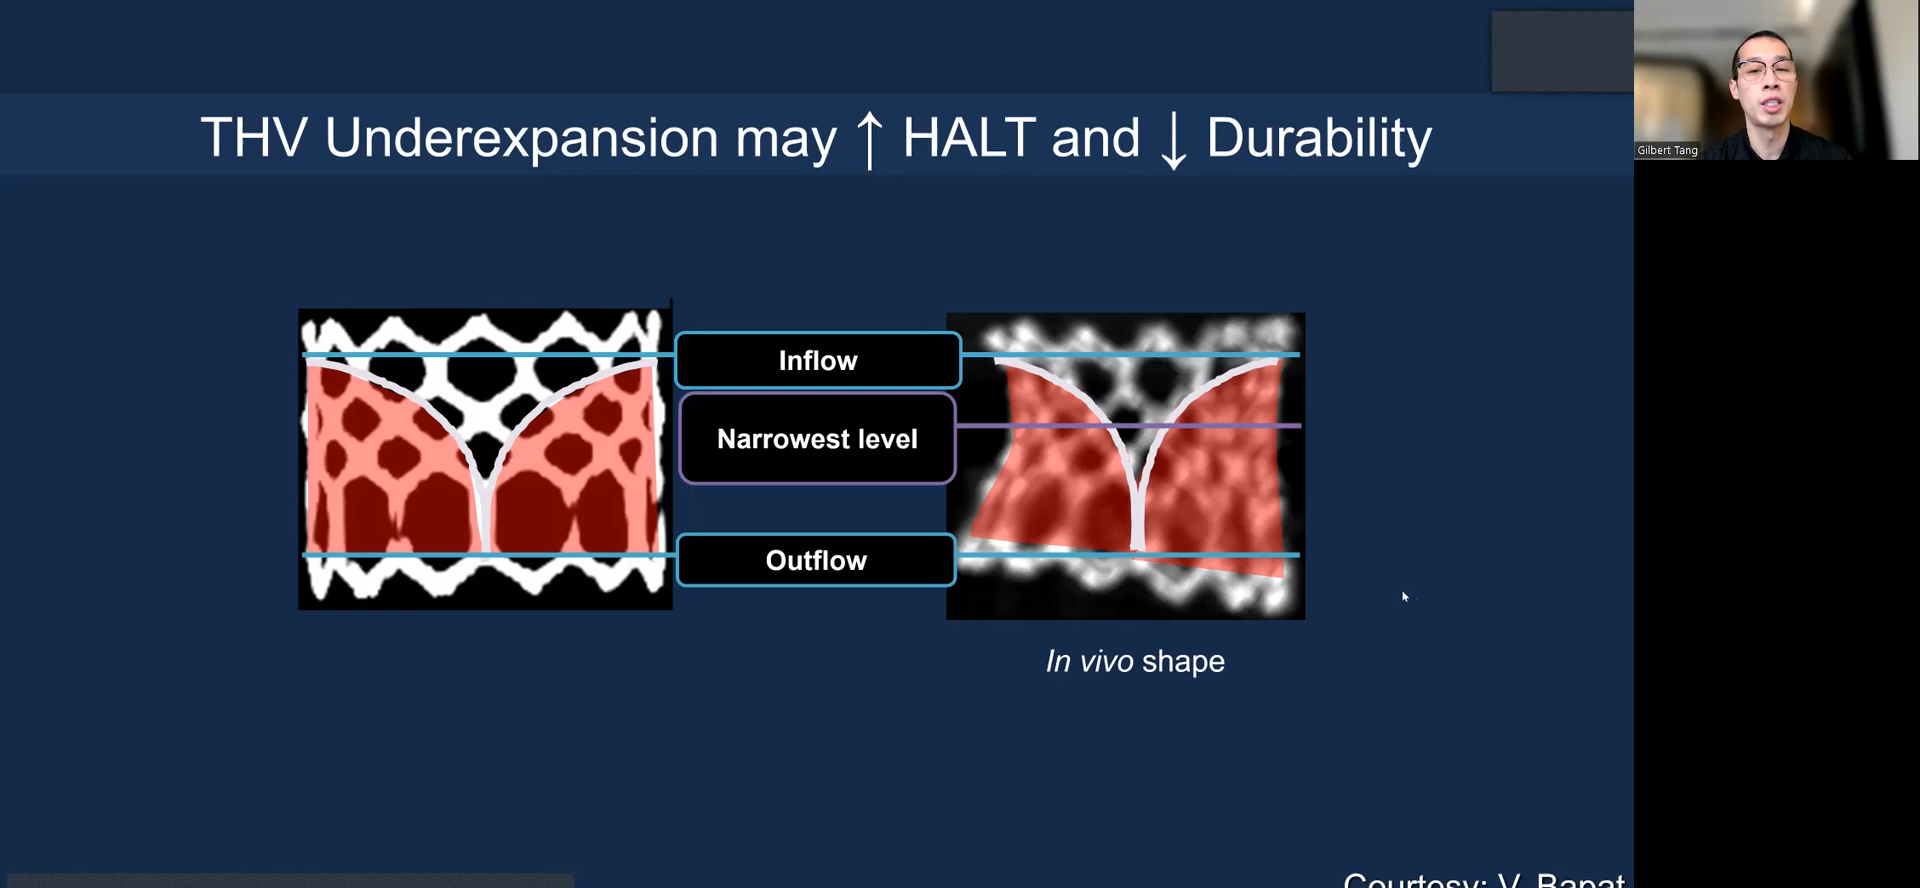 THV Underexpansion may ↑ HALT and ↓ Durability
Gilbert Tang
Inflow
Narrowest level
Outflow
In vivo shape
Courtesy: V. Bapat